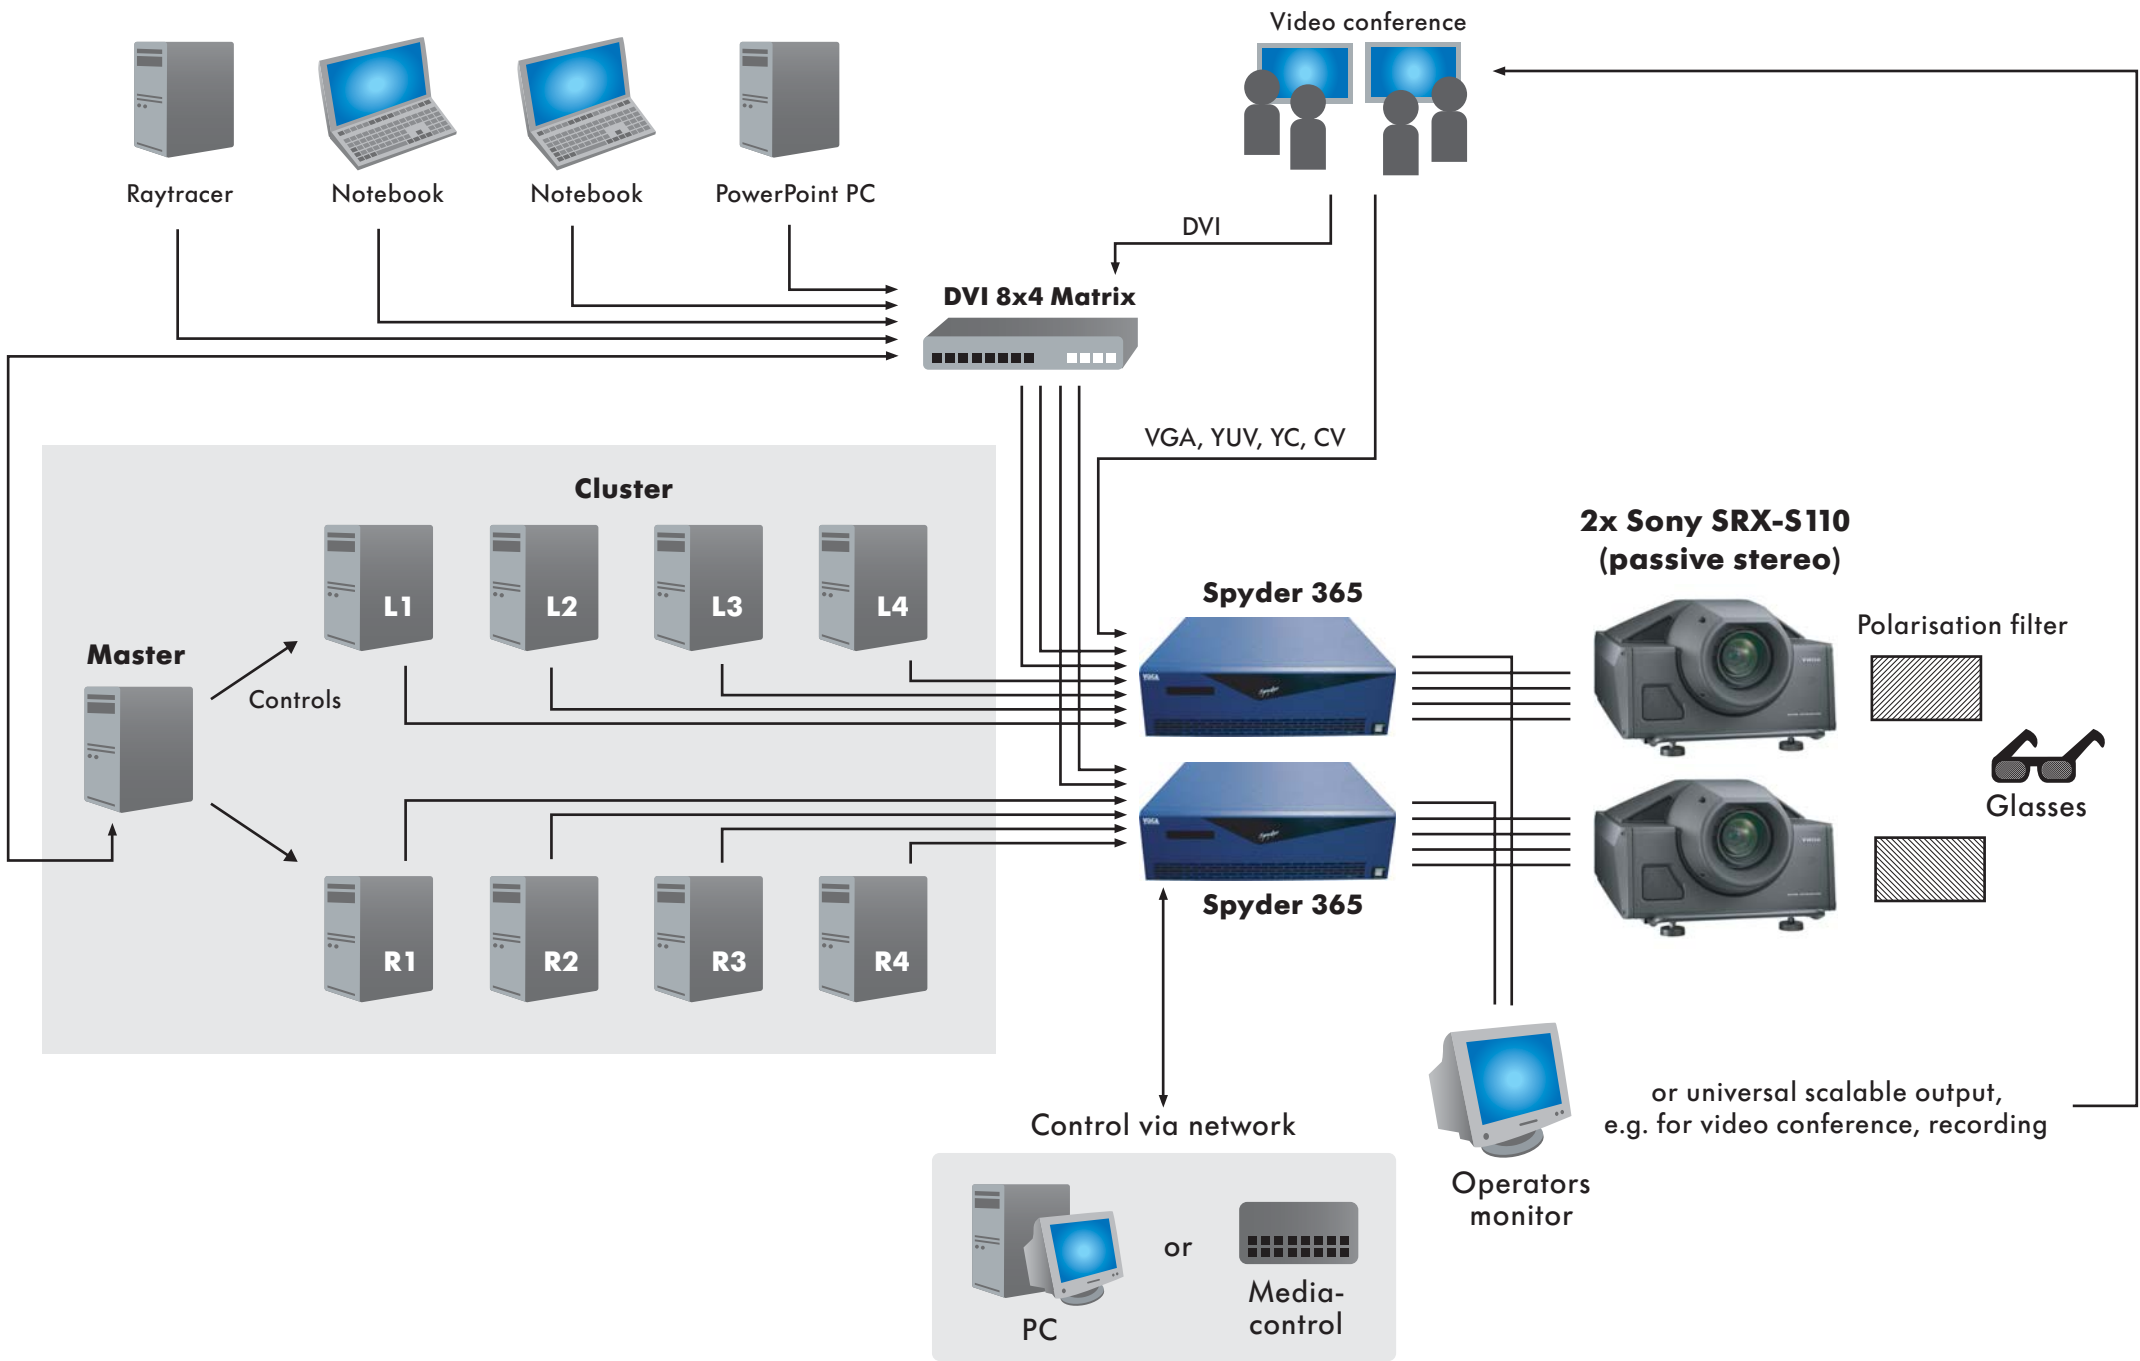 Video conference
Raytracer
Notebook
Notebook
PowerPoint PC
DVI
DVI 8x4 Matrix
VGA, YUV, YC, CV
Cluster
L1
L2
L3
L4
Master
Controls
R1
R2
R3
R4
Spyder 365
Spyder 365
2x Sony SRX-S110
(passive stereo)
Polarisation filter
Glasses
Control via network
PC
or
Media-
control
Operators
monitor
or universal scalable output,
e.g. for video conference, recording